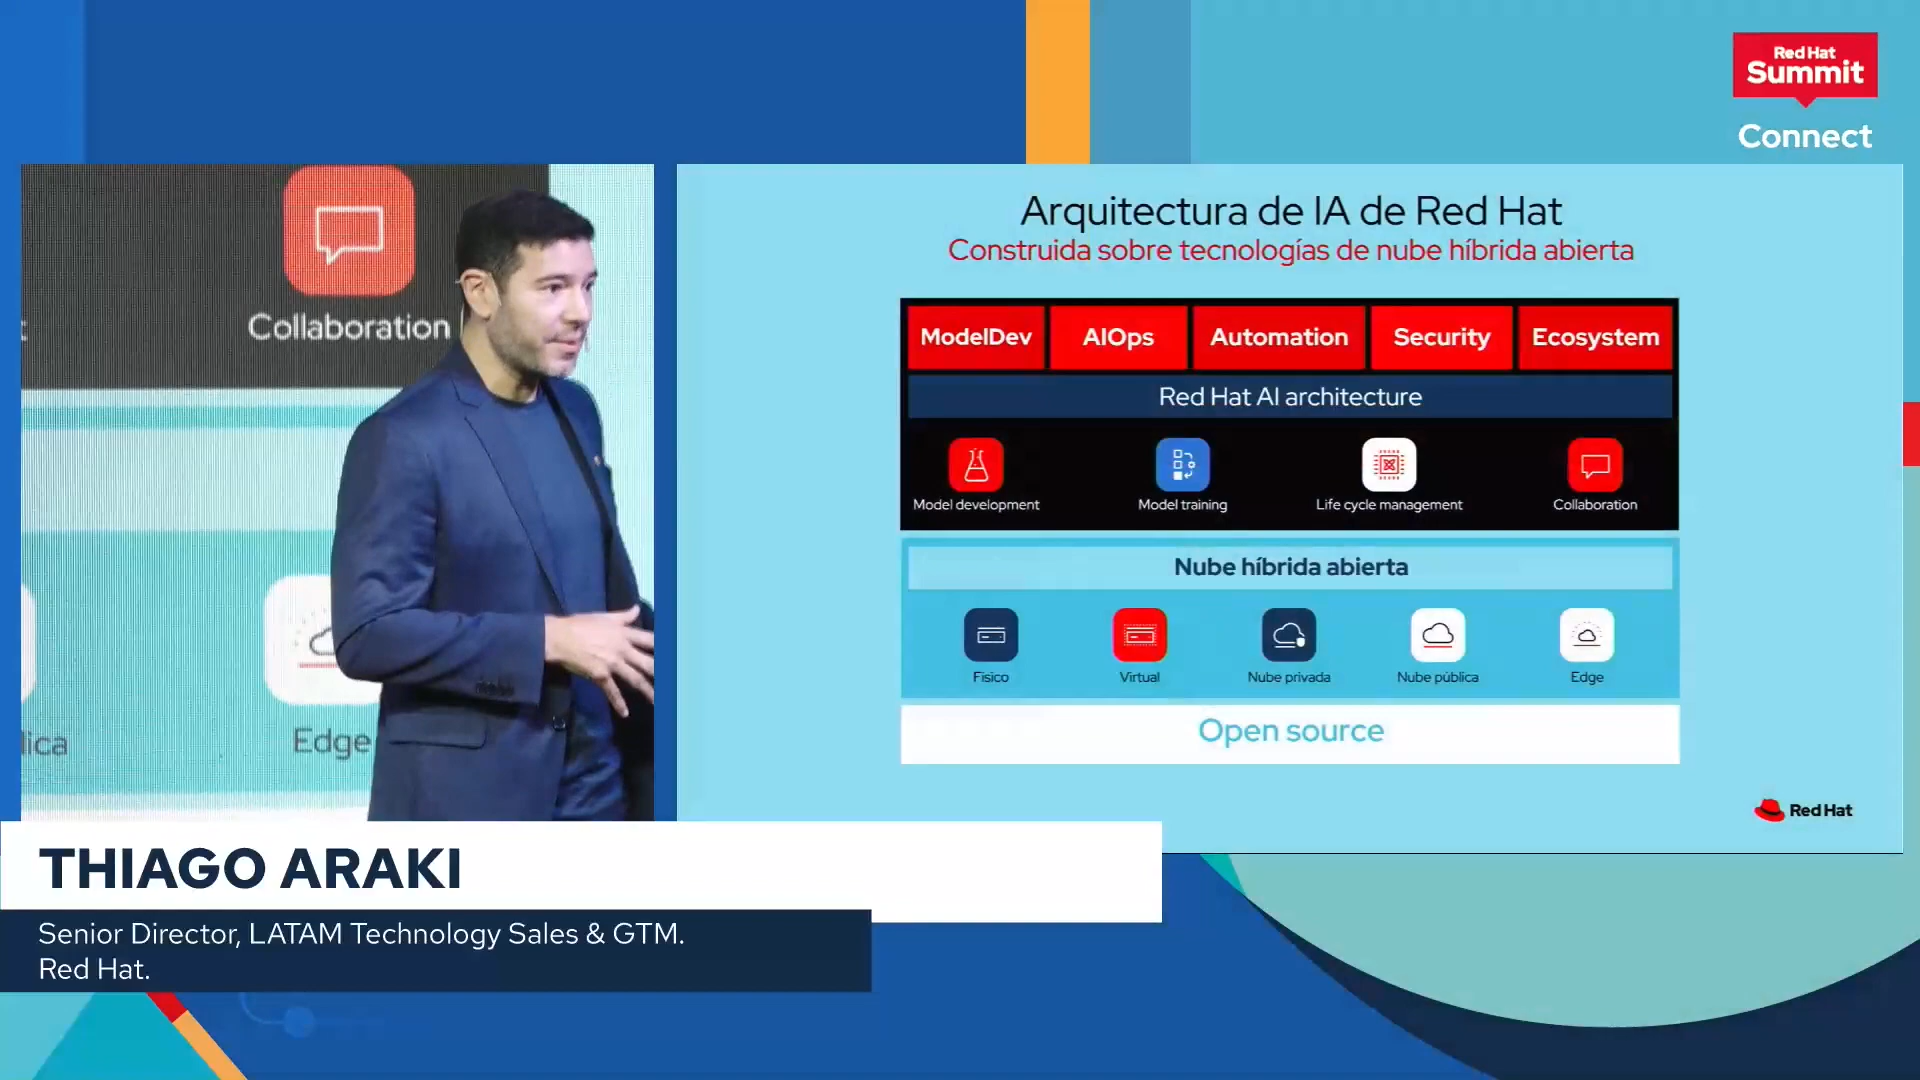 Red Hat
Summit
Connect
Collaboration
Edge
Arquitectura de IA de Red Hat
Construida sobre tecnologías de nube híbrida abierta
ModelDev AIOps Automation Security Ecosystem
Red Hat AI architecture
Model development Model training Life cycle management Collaboration
Nube híbrida abierta
Físico Virtual Nube privada Nube pública Edge
Open source
Red Hat
THIAGO ARAKI
Senior Director, LATAM Technology Sales & GTM.
Red Hat.